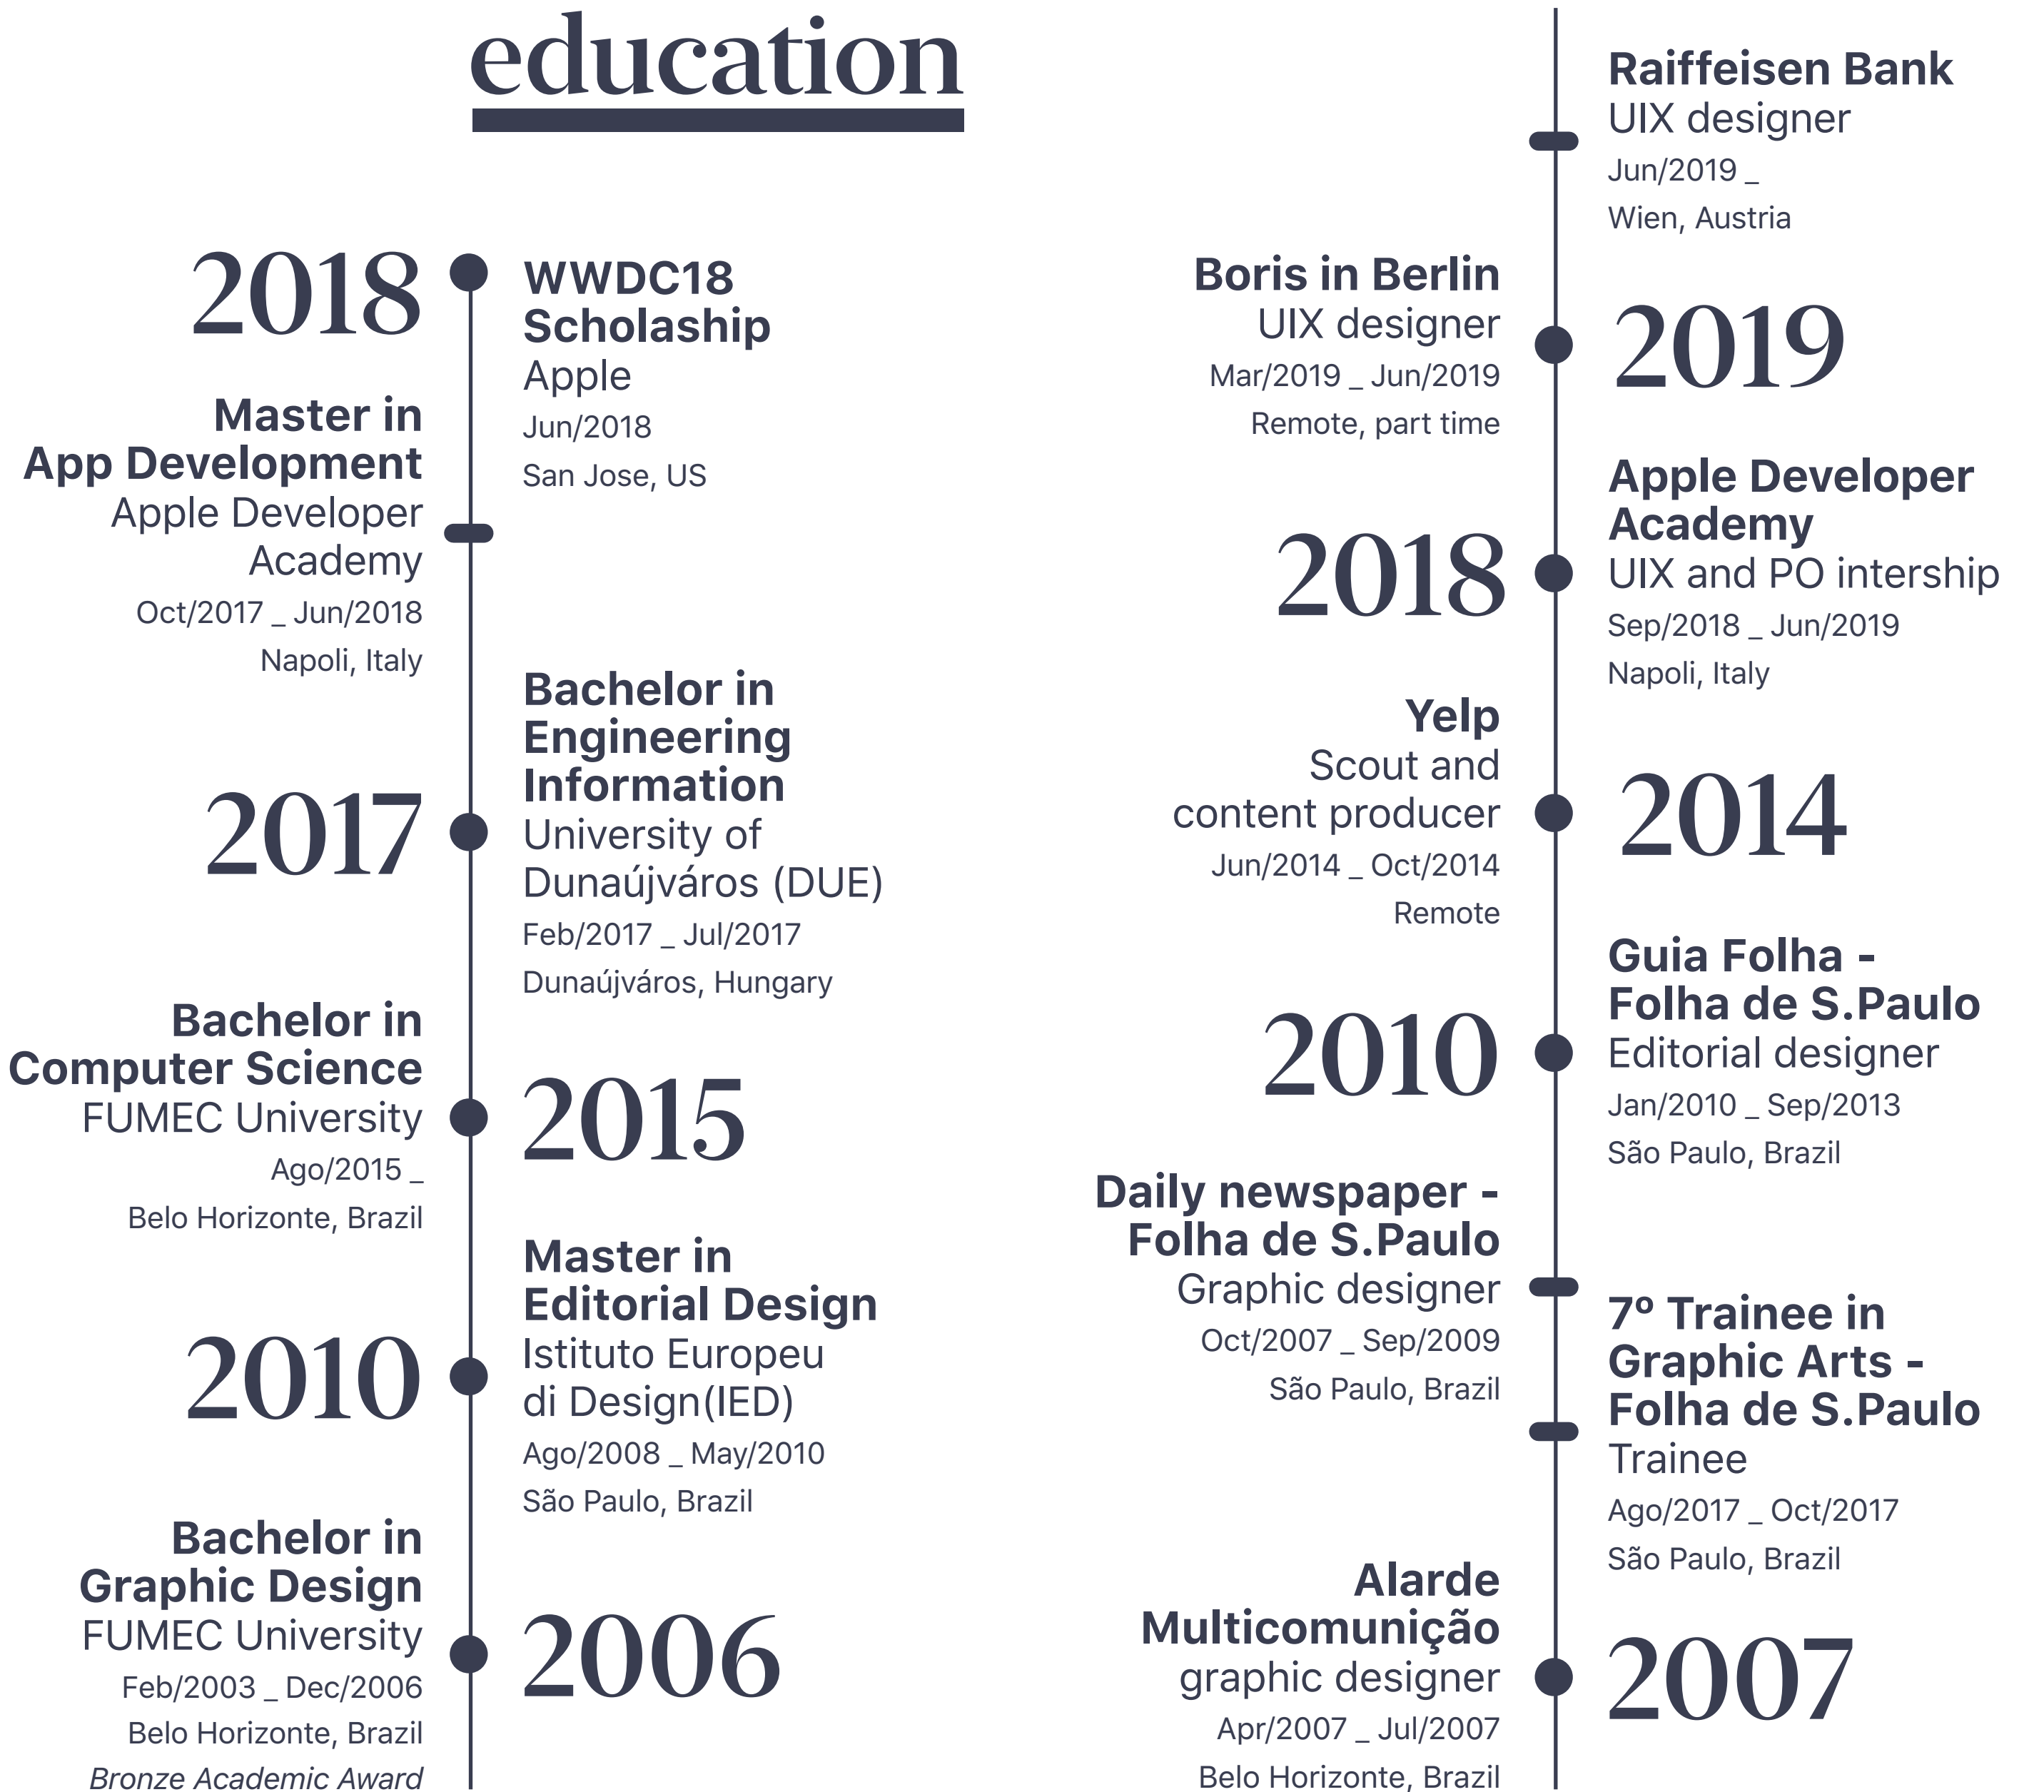 education
2018
WWDC18
Scholaship
Apple
Jun/2018
San Jose, US
Master in
App Development
Apple Developer
Academy
Oct/2017 _ Jun/2018
Napoli, Italy
2017
Bachelor in
Engineering
Information
University of
Dunaújváros (DUE)
Feb/2017 _ Jul/2017
Dunaújváros, Hungary
Bachelor in
Computer Science
FUMEC University
Ago/2015 _
Belo Horizonte, Brazil
2015
2010
Master in
Editorial Design
Istituto Europeu
di Design(IED)
Ago/2008 _ May/2010
São Paulo, Brazil
Bachelor in
Graphic Design
FUMEC University
Feb/2003 _ Dec/2006
Belo Horizonte, Brazil
Bronze Academic Award
2006
Raiffeisen Bank
UIX designer
Jun/2019 _
Wien, Austria
Boris in Berlin
UIX designer
Mar/2019 _ Jun/2019
Remote, part time
2019
2018
Apple Developer
Academy
UIX and PO intership
Sep/2018 _ Jun/2019
Napoli, Italy
Yelp
Scout and
content producer
Jun/2014 _ Oct/2014
Remote
2014
2010
Guia Folha -
Folha de S.Paulo
Editorial designer
Jan/2010 _ Sep/2013
São Paulo, Brazil
Daily newspaper -
Folha de S.Paulo
Graphic designer
Oct/2007 _ Sep/2009
São Paulo, Brazil
7º Trainee in
Graphic Arts -
Folha de S.Paulo
Trainee
Ago/2017 _ Oct/2017
São Paulo, Brazil
Alarde
Multicomunição
graphic designer
Apr/2007 _ Jul/2007
Belo Horizonte, Brazil
2007